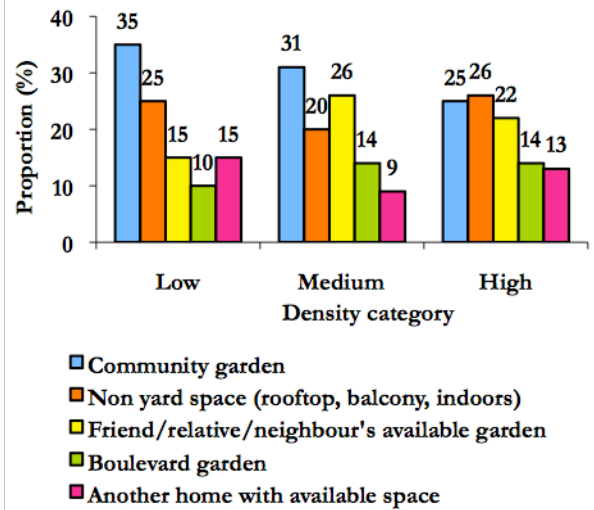 40
30
20
10
0
Proportion (%)
35
25
15
10
15
31
20
26
14
9
25
26
22
14
13
Low
Medium
High
Density category
Community garden
Non yard space (rooftop, balcony, indoors)
Friend/relative/neighbour's available garden
Boulevard garden
Another home with available space